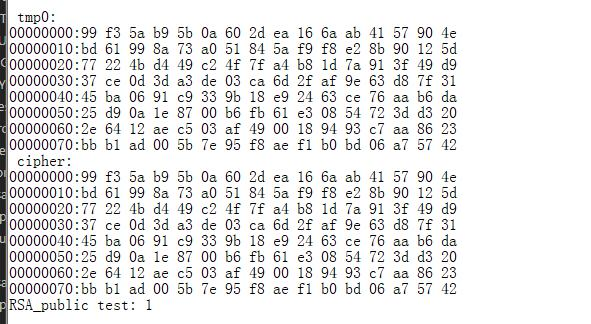 tmp0:
00000000:99 f3 5a b9 5b 0a 60 2d ea 16 6a ab 41 57 90 4e
00000010:bd 61 99 8a 73 a0 51 84 5a f9 f8 e2 8b 90 12 5d
00000020:77 22 4b d4 49 c2 4f 7f a4 b8 1d 7a 91 3f 49 d9
00000030:37 ce 0d 3d a3 de 03 ca 6d 2f af 9e 63 d8 7f 31
00000040:45 ba 06 91 c9 33 9b 18 e9 24 63 ce 76 aa b6 da
00000050:25 d9 0a 1e 87 00 b6 fb 61 e3 08 54 72 3d d3 20
00000060:2e 64 12 ae c5 03 af 49 00 18 94 93 c7 aa 86 23
00000070:bb b1 ad 00 5b 7e 95 f8 ae f1 b0 bd 06 a7 57 42
cipher:
00000000:99 f3 5a b9 5b 0a 60 2d ea 16 6a ab 41 57 90 4e
00000010:bd 61 99 8a 73 a0 51 84 5a f9 f8 e2 8b 90 12 5d
00000020:77 22 4b d4 49 c2 4f 7f a4 b8 1d 7a 91 3f 49 d9
00000030:37 ce 0d 3d a3 de 03 ca 6d 2f af 9e 63 d8 7f 31
00000040:45 ba 06 91 c9 33 9b 18 e9 24 63 ce 76 aa b6 da
00000050:25 d9 0a 1e 87 00 b6 fb 61 e3 08 54 72 3d d3 20
00000060:2e 64 12 ae c5 03 af 49 00 18 94 93 c7 aa 86 23
00000070:bb b1 ad 00 5b 7e 95 f8 ae f1 b0 bd 06 a7 57 42
RSA_public test: 1